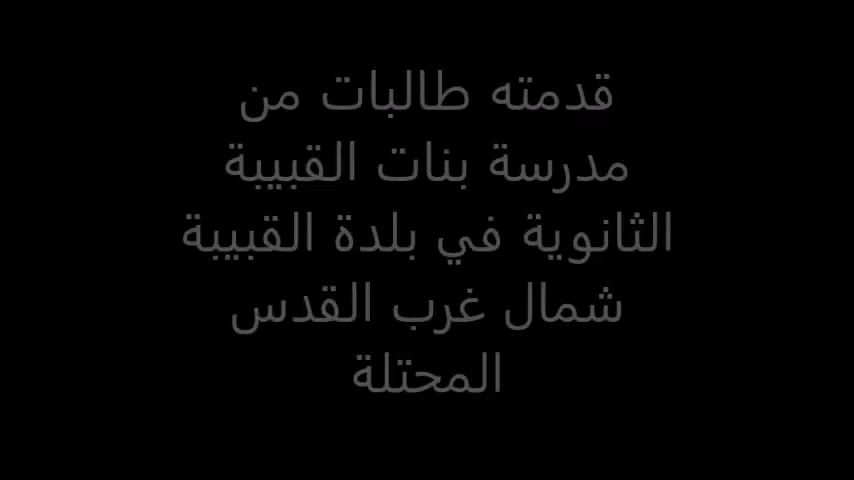 قدمته طالبات من
مدرسة بنات القبيبة
الثانوية في بلدة القبيبة
شمال غرب القدس
المحتلة